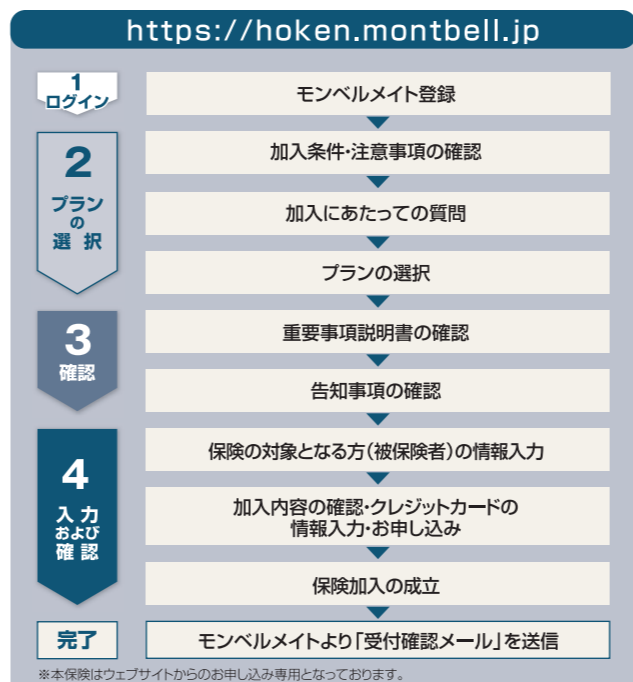 https://hoken.montbell.jp
1
ログイン
モンベルメイト登録
2
プラン
の
選択
加入条件・注意事項の確認
加入にあたっての質問
プランの選択
3
確認
重要事項説明書の確認
告知事項の確認
4
入力
および
確認
保険の対象となる方(被保険者)の情報入力
加入内容の確認・クレジットカードの
情報入力・お申し込み
保険加入の成立
完了
モンベルメイトより「受付確認メール」を送信
※本保険はウェブサイトからのお申し込み専用となっております。